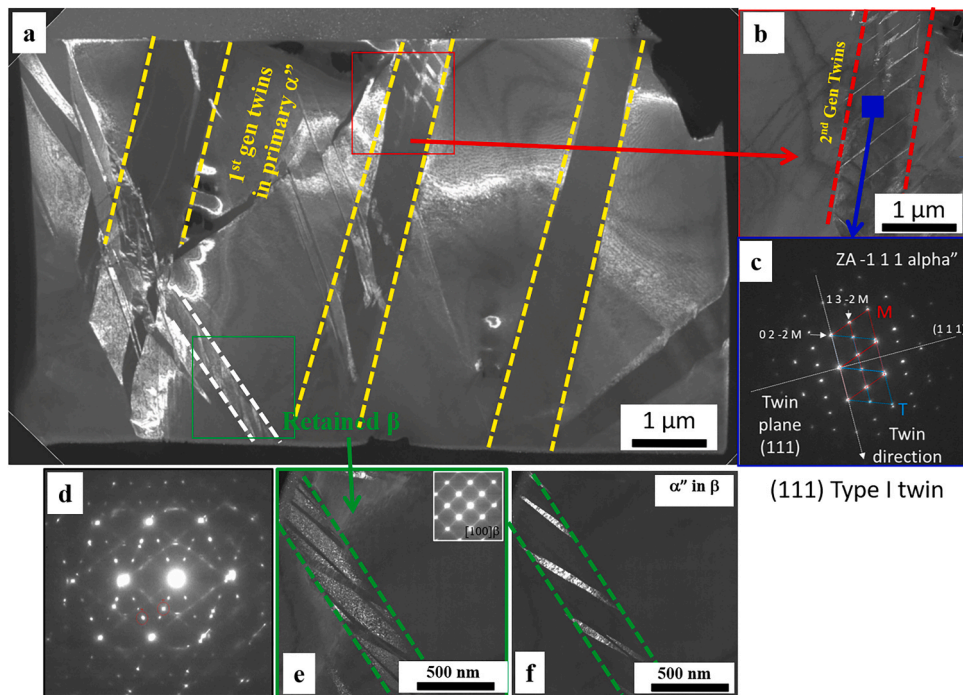 a
1st gen twins
in primary α”
Retained β
1 μm
b
2nd Gen Twins
1 μm
c
ZA -1 1 1 alpha”
1 3 -2 M
M
0 2 -2 M
(1 1 1)
T
Twin
plane
(111)
Twin
direction
(111) Type I twin
d
e
[100]β
500 nm
f
α” in β
500 nm